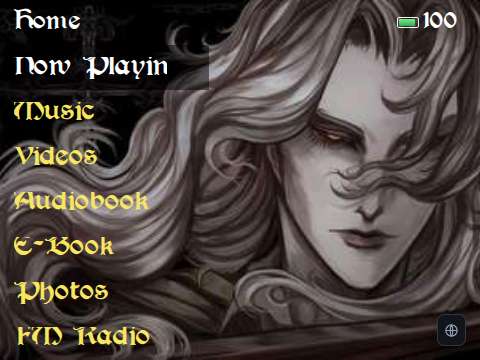 Home
100
Now Playin
Music
Videos
Audiobook
E-Book
Photos
FM Radio